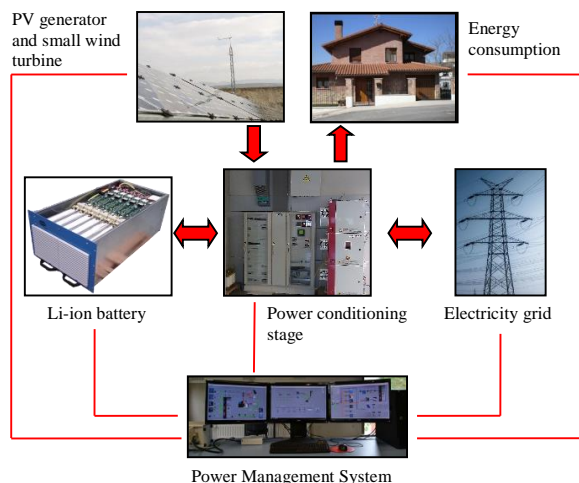 PV generator
and small wind
turbine
Energy
consumption
Li-ion battery
Power conditioning
stage
Electricity grid
Power Management System